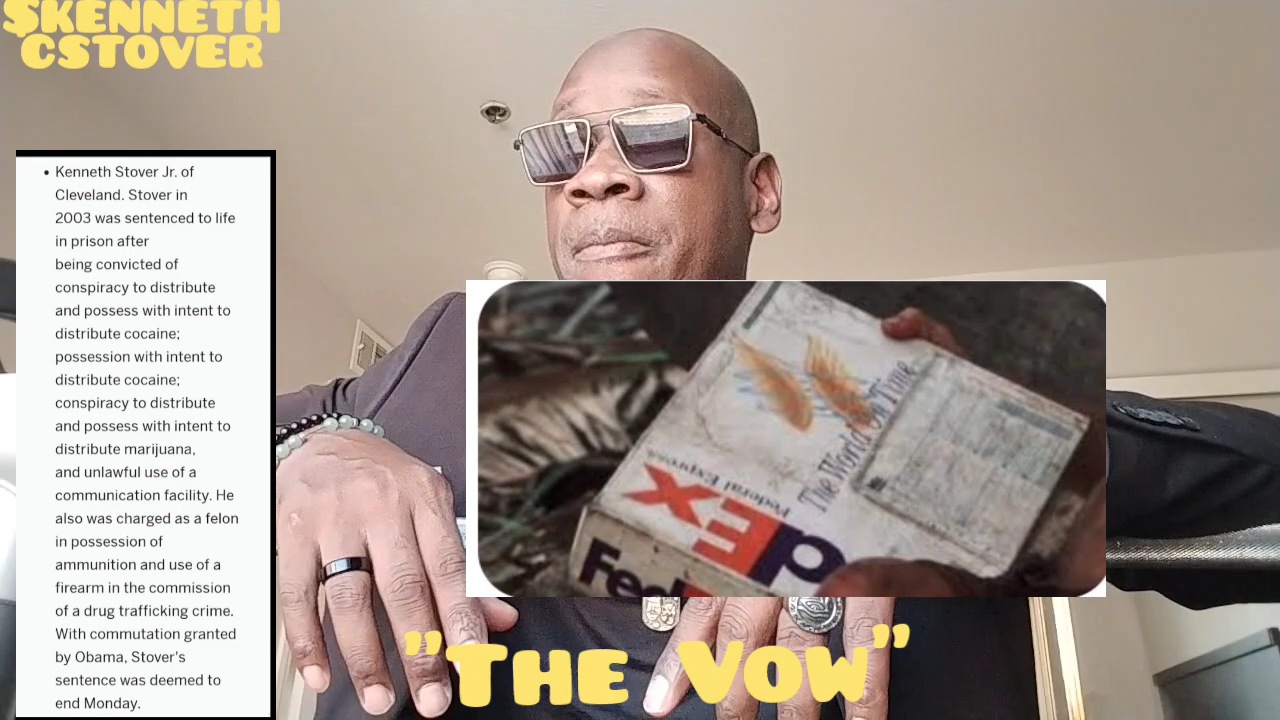 $KENNETH
CSTOVER
• Kenneth Stover Jr. of
Cleveland. Stover in
2003 was sentenced to life
in prison after
being convicted of
conspiracy to distribute
and possess with intent to
distribute cocaine;
possession with intent to
distribute cocaine;
conspiracy to distribute
and possess with intent to
distribute marijuana,
and unlawful use of a
communication facility. He
also was charged as a felon
in possession of
ammunition and use of a
firearm in the commission
of a drug trafficking crime.
With commutation granted
by Obama, Stover's
sentence was deemed to
end Monday.
The World On Time
FedEx
Federal Express
Fed
"The Vow"